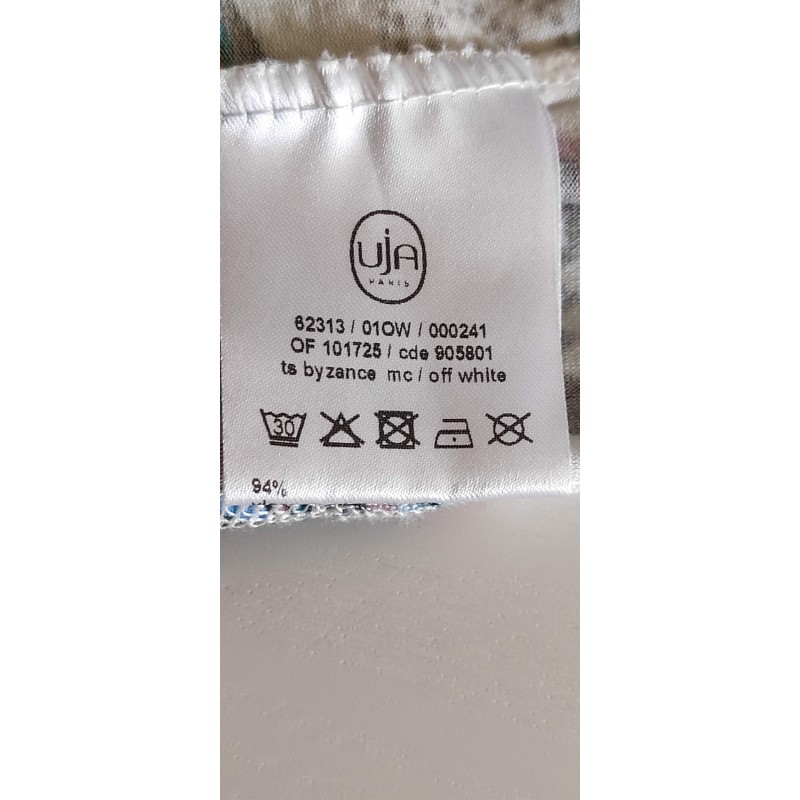 uja
PARIS
62313 / 01OW / 000241
OF 101725 / cde 905801
ts byzance mc / off white
30
94%